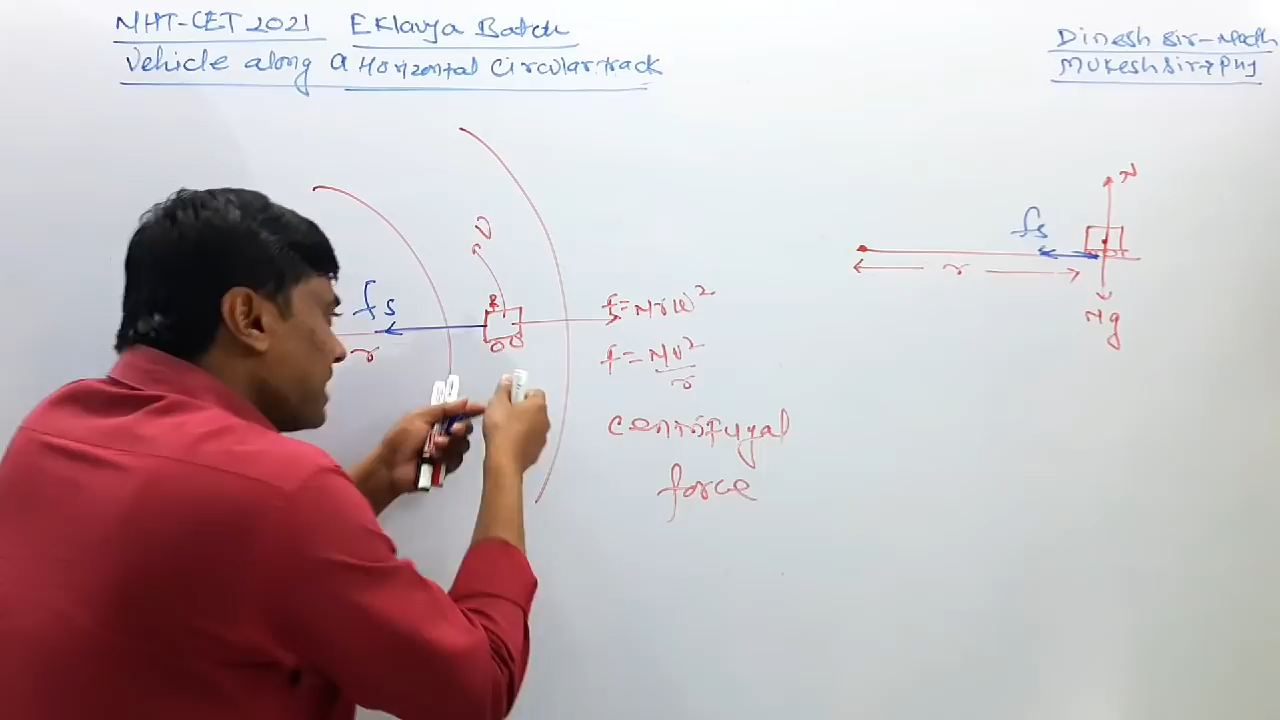 MHT-CET 2021 Eklavya Batch
Vehicle along a Horizontal Circular track
Dinesh sir - Math
Mukesh sir → Phy
v
fs
r
f = Mrω²
f = Mv²/r
centrifugal
force
N
fs
r
Mg